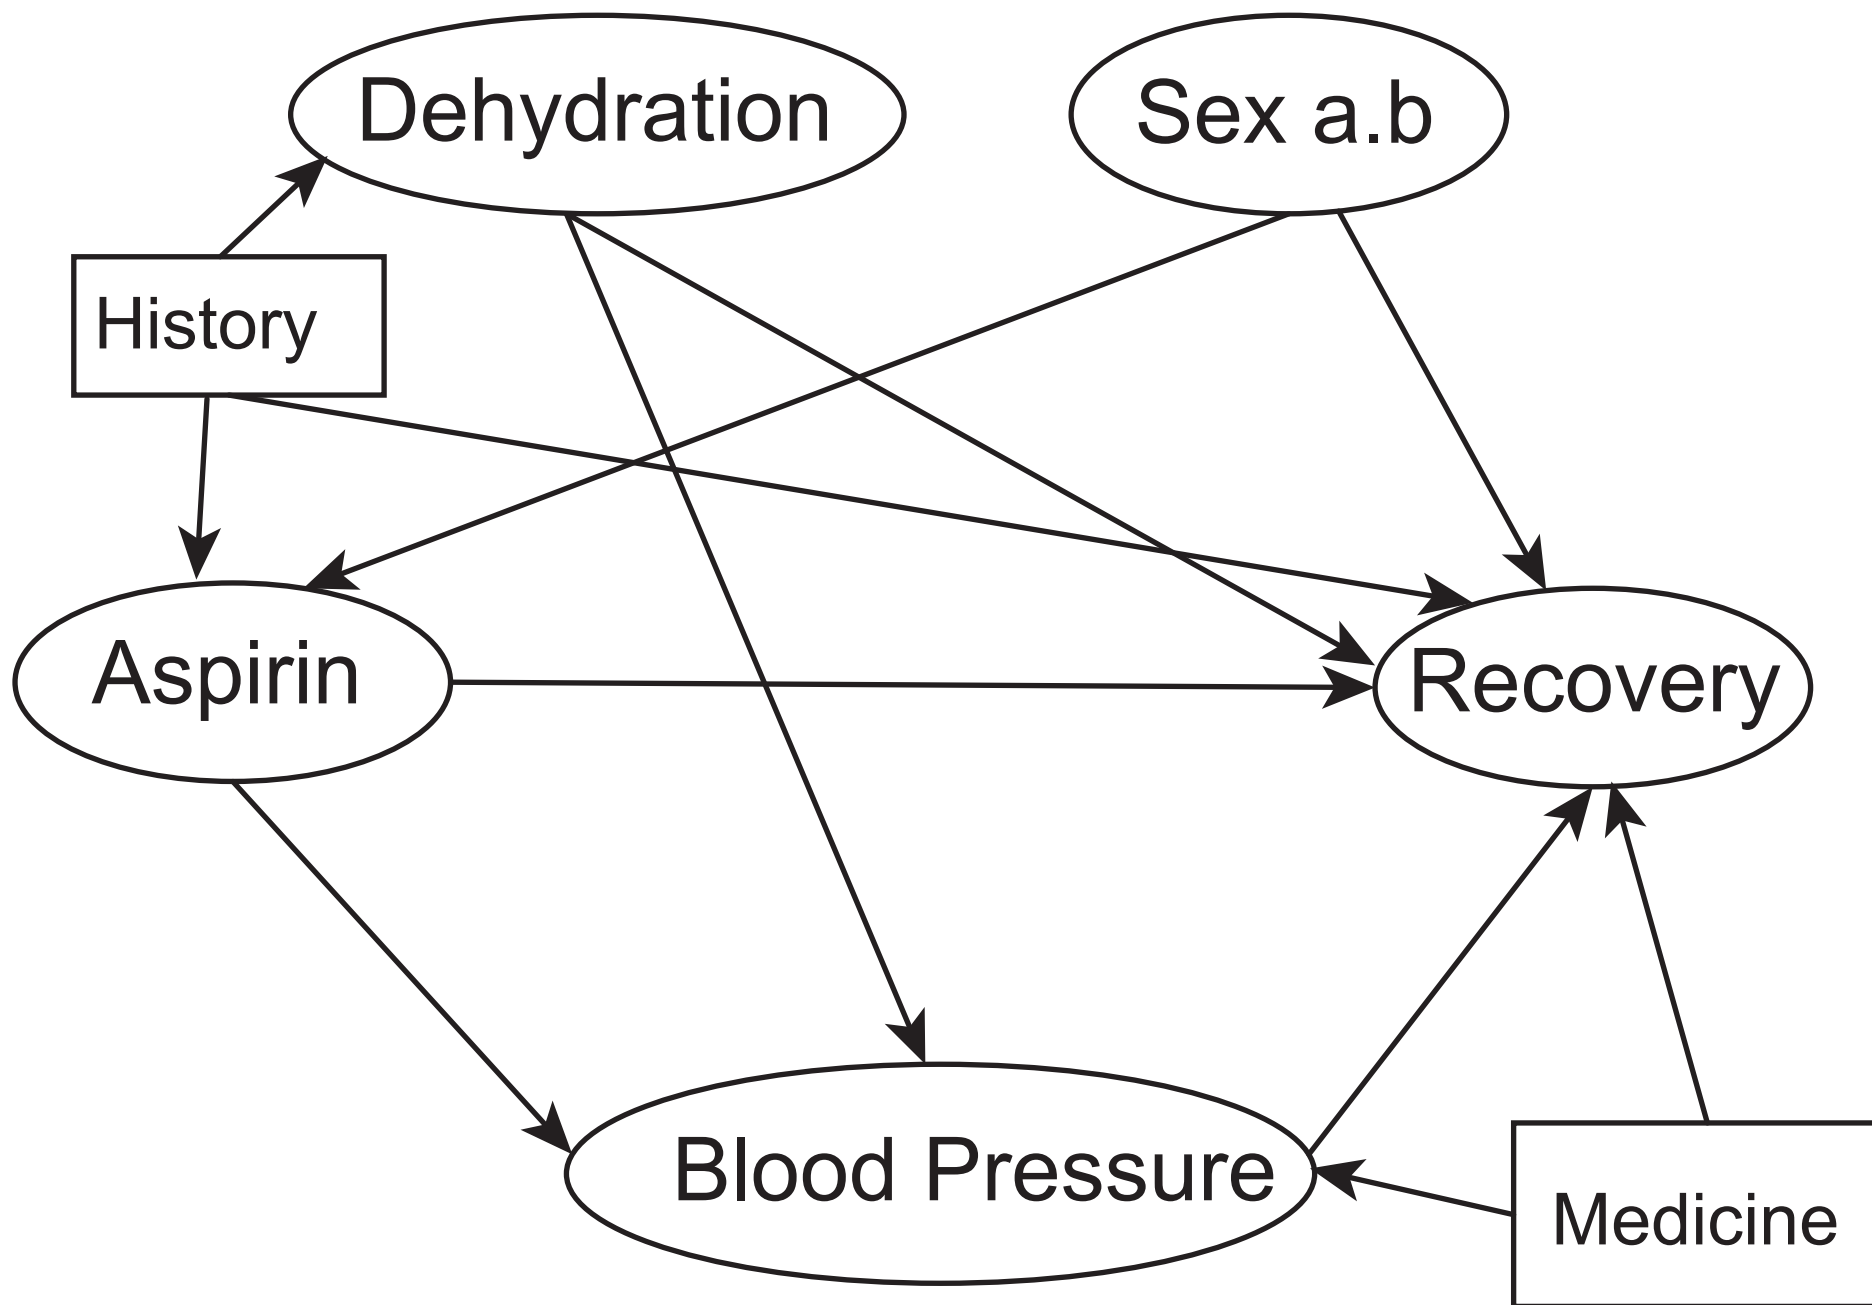 Dehydration
Sex a.b
History
Aspirin
Recovery
Blood Pressure
Medicine